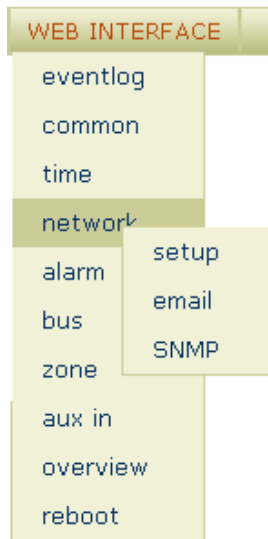 WEB INTERFACE
eventlog
common
time
network
setup
email
SNMP
alarm
bus
zone
aux in
overview
reboot